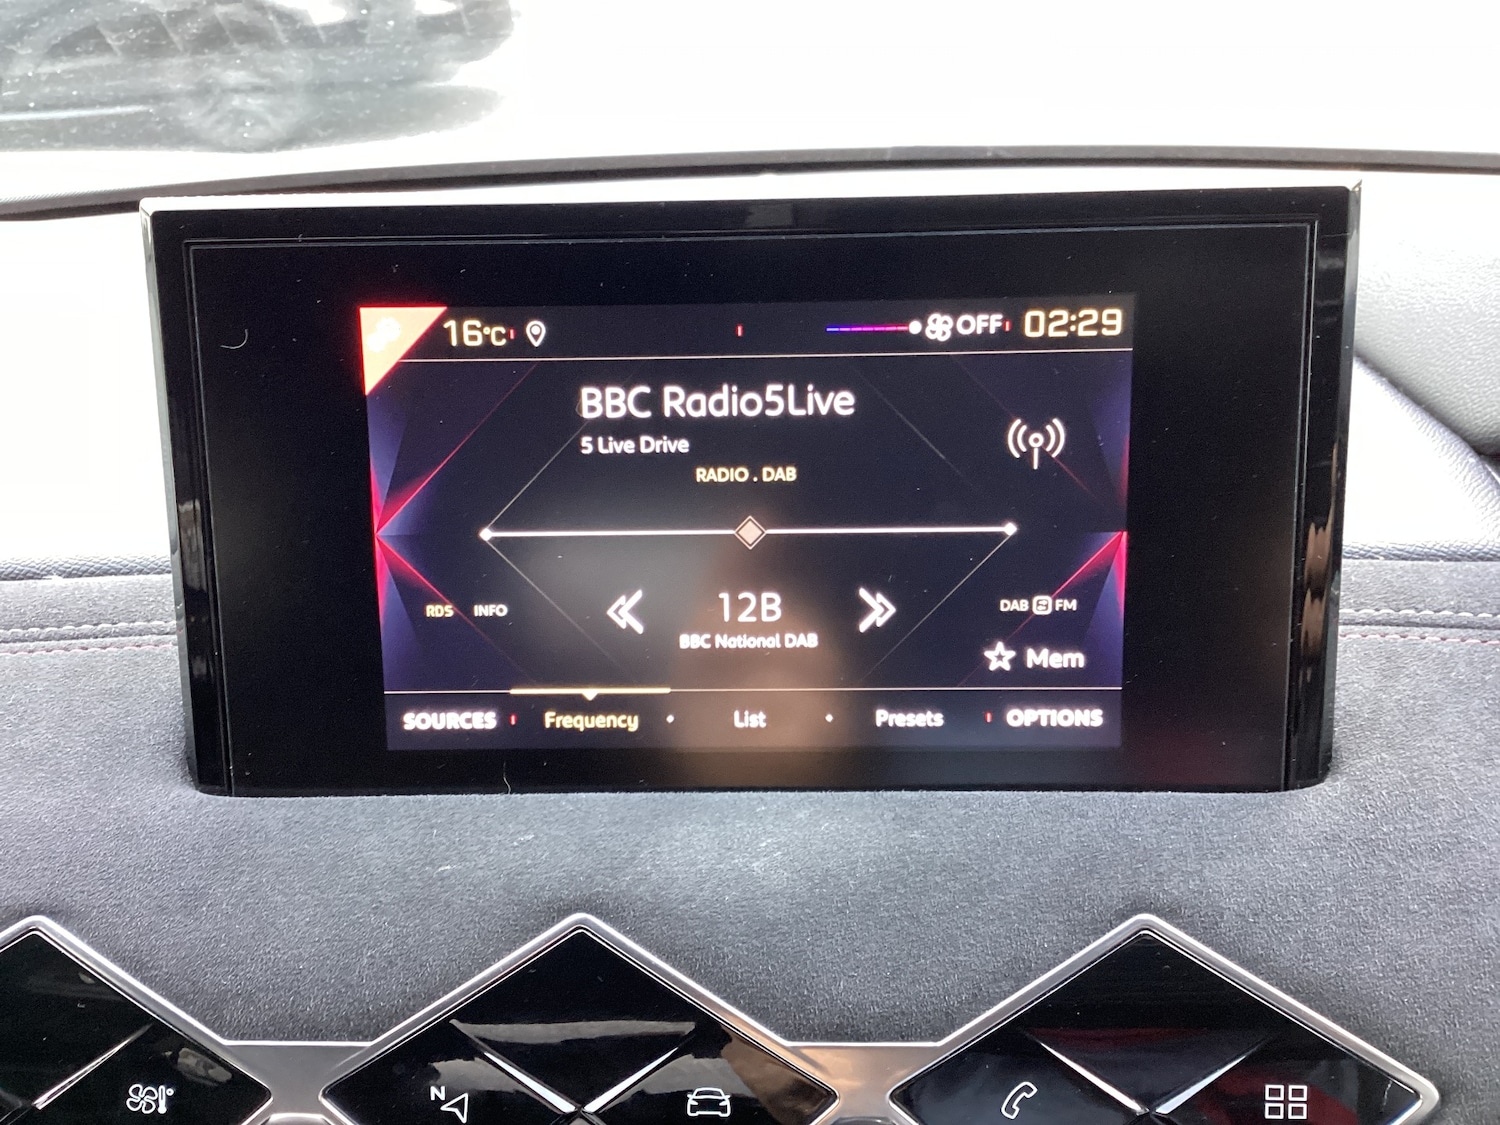 16°C
OFF 02:29
BBC Radio5Live
5 Live Drive
RADIO . DAB
12B
BBC National DAB
RDS INFO
DAB FM
Mem
SOURCES Frequency List Presets OPTIONS
N